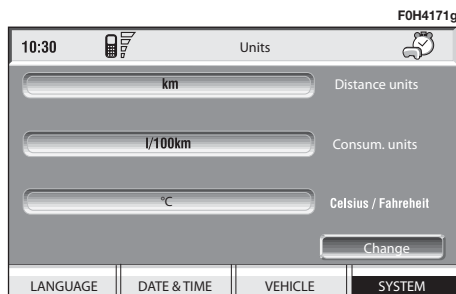 F0H4171g
10:30 Units
km Distance units
l/100km Consum. units
°C Celsius / Fahreheit
Change
LANGUAGE DATE & TIME VEHICLE SYSTEM